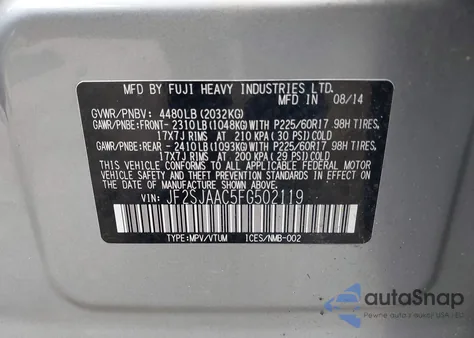 MFD BY FUJI HEAVY INDUSTRIES LTD.
08/14
GVWR/PNBV: 4480LB(2032KG)
GAWR/PNBE:FRONT-2310LB(1048KG)WITH P225/60R17 98H TIRES,
17X7J RIMS AT 210 KPA(30 PSI)COLD
GAWR/PNBE:REAR -2410LB(1093KG)WITH P225/60R17 98H TIRES,
17X7J RIMS AT 200 KPA(29 PSI)COLD
THIS VEHICLE CONFORMS TO ALL APPLICABLE FEDERAL MOTOR
VEHICLE SAFETY, BUMPER, AND THEFT PREVENTION STANDARDS
IN EFFECT ON THE DATE OF MANUFACTURE SHOWN ABOVE.
VIN: JF2SJAAC5FG502119
TYPE:MPV/VTUM ICES/NMB-002
autoSnap
Pewne auto z USA